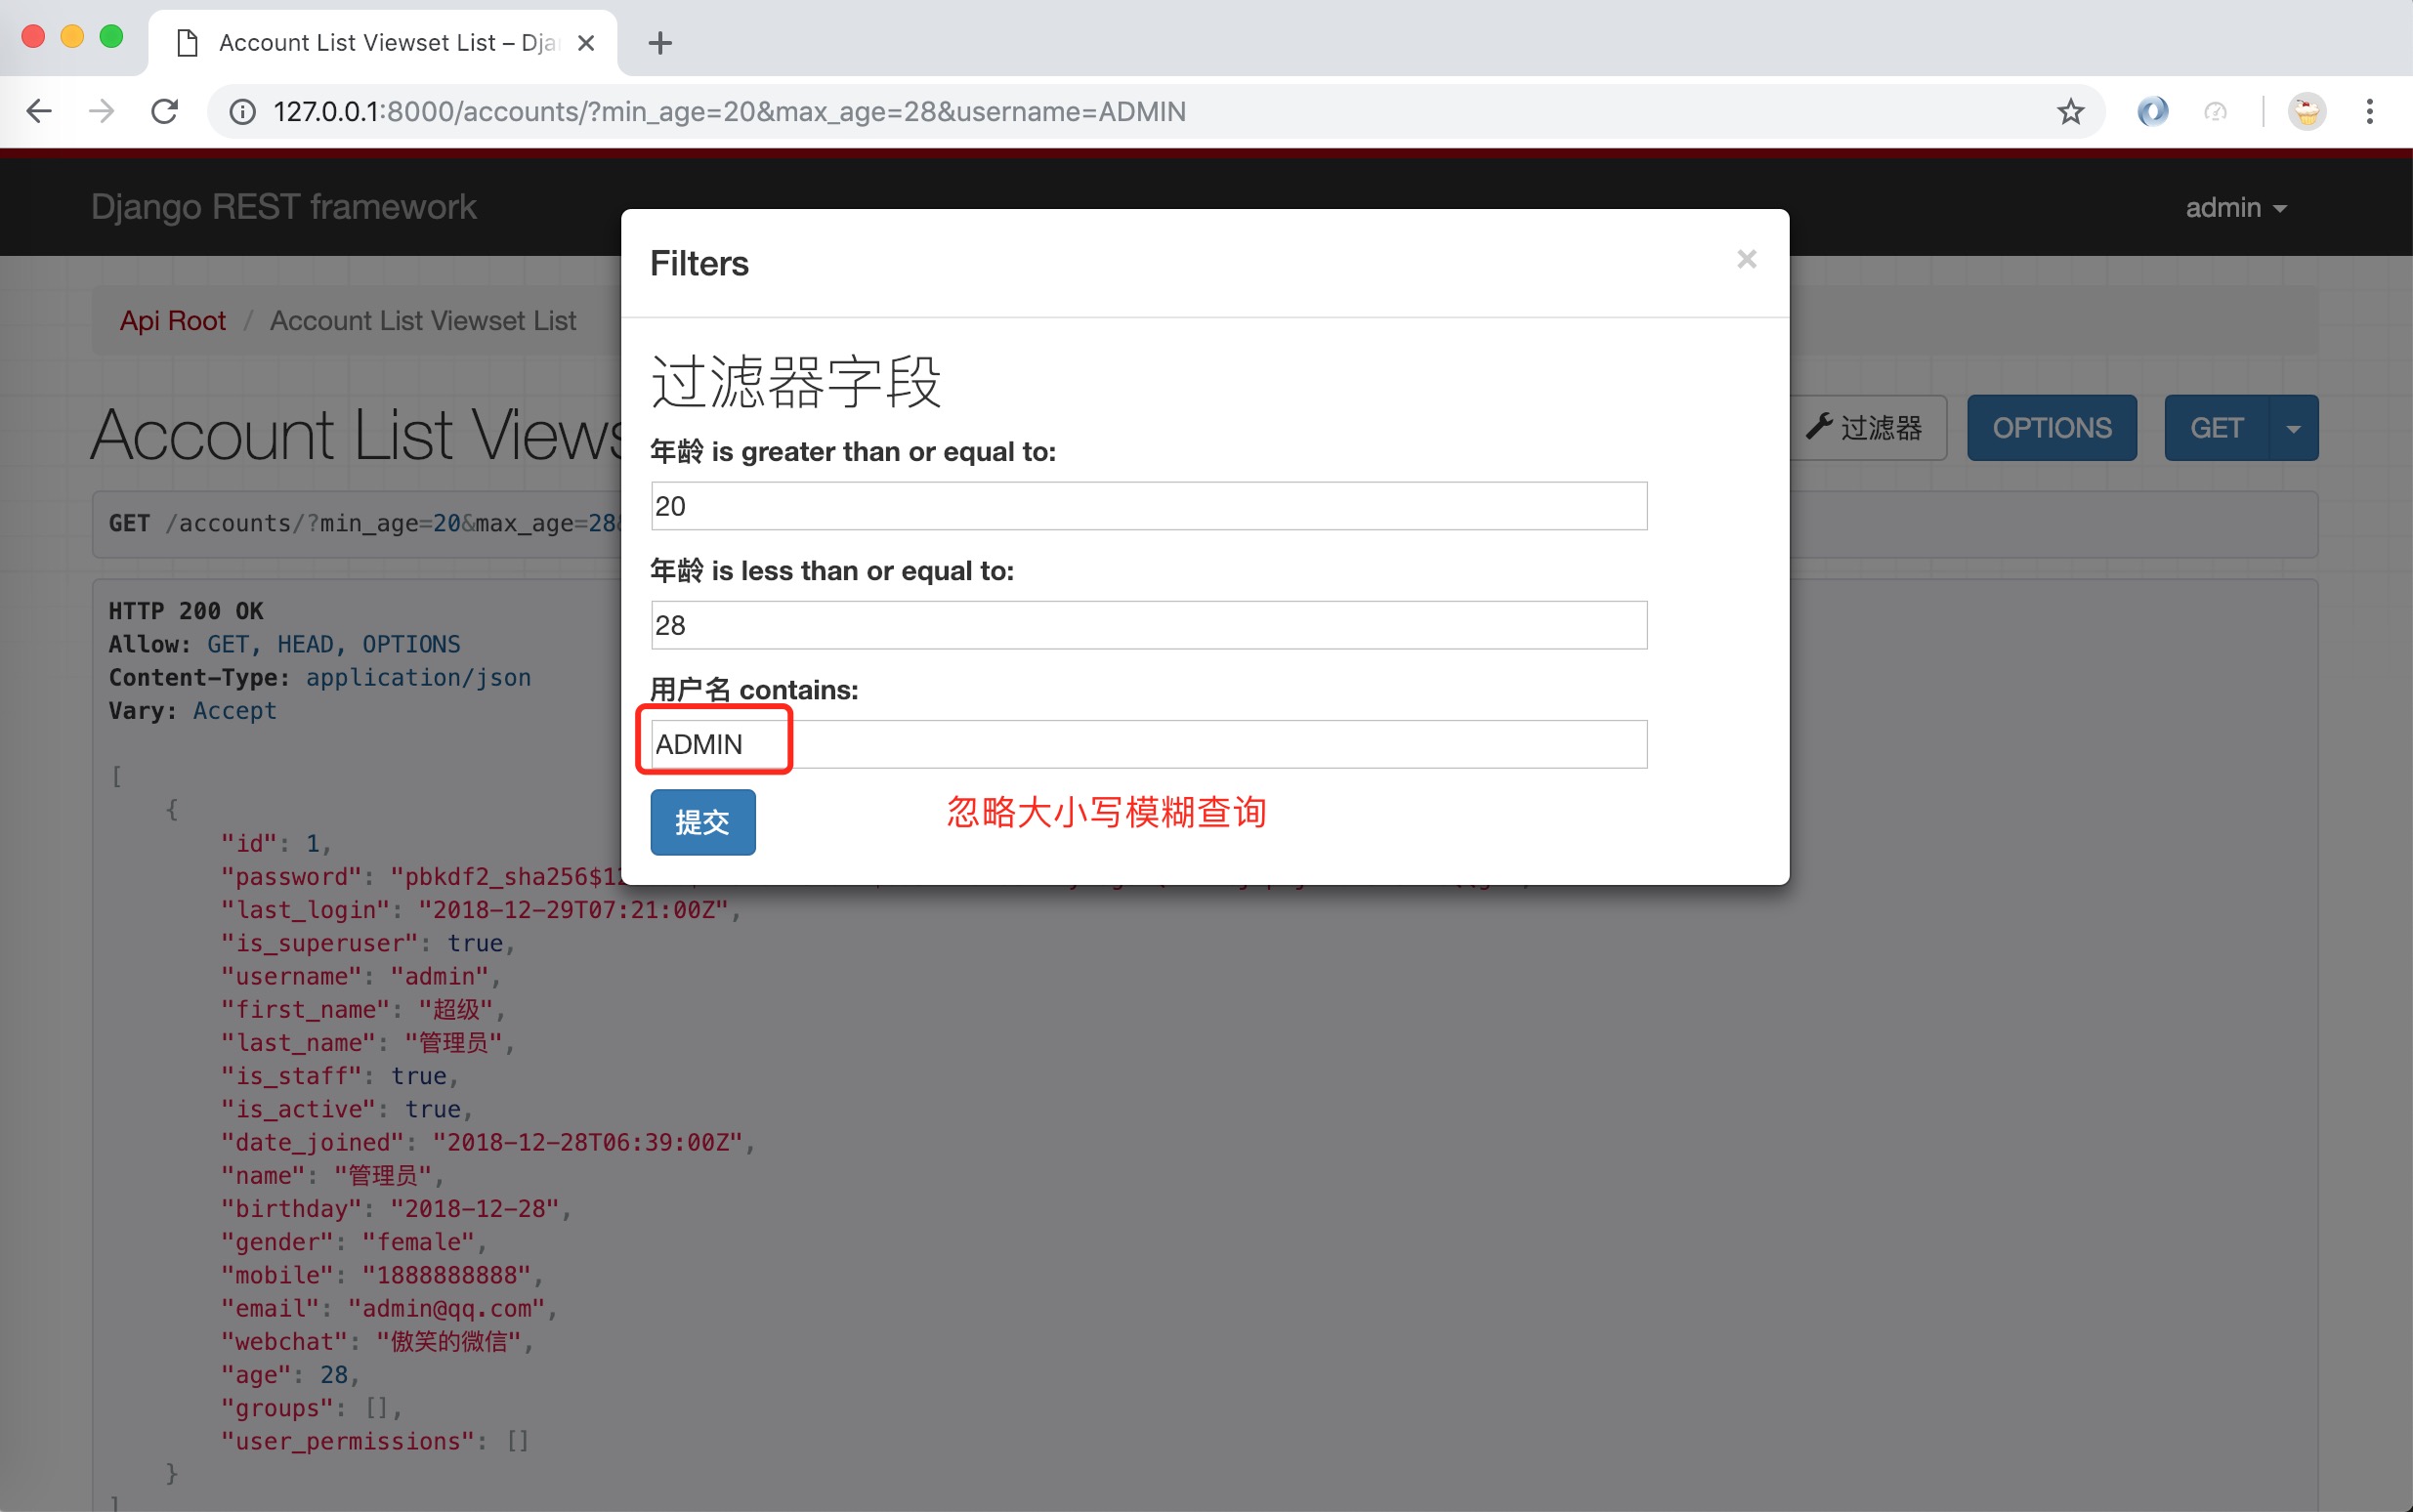 Account List Viewset List – Dja
127.0.0.1:8000/accounts/?min_age=20&max_age=28&username=ADMIN
Django REST framework
admin
Filters
×
Api Root / Account List Viewset List
过滤器字段
Account List Views
过滤器
OPTIONS
GET
年龄 is greater than or equal to:
20
GET /accounts/?min_age=20&max_age=28&
年龄 is less than or equal to:
28
用户名 contains:
ADMIN
提交
忽略大小写模糊查询
HTTP 200 OK
Allow: GET, HEAD, OPTIONS
Content-Type: application/json
Vary: Accept
[
{
"id": 1,
"password": "pbkdf2_sha256$12
"last_login": "2018-12-29T07:21:00Z",
"is_superuser": true,
"username": "admin",
"first_name": "超级",
"last_name": "管理员",
"is_staff": true,
"is_active": true,
"date_joined": "2018-12-28T06:39:00Z",
"name": "管理员",
"birthday": "2018-12-28",
"gender": "female",
"mobile": "1888888888",
"email": "admin@qq.com",
"webchat": "傲笑的微信",
"age": 28,
"groups": [],
"user_permissions": []
}
]